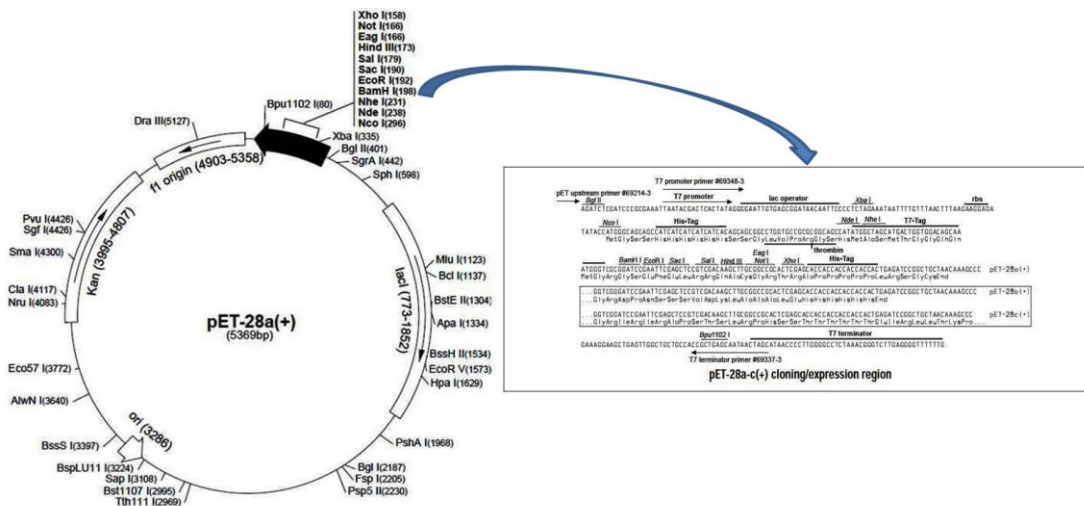 Xho I(158)
Not I(166)
Eag I(166)
Hind III(173)
Sal I(179)
Sac I(190)
EcoR I(192)
BamH I(198)
Nhe I(231)
Nde I(238)
Nco I(296)
Bpu1102 I(80)
Xba I(335)
Bgl II(401)
SgrA I(442)
Sph I(598)
Dra III(5127)
f1 origin (4903-5358)
Pvu I(4426)
Sgf I(4426)
Sma I(4300)
Kan (3995-4807)
Cla I(4117)
Nru I(4083)
Mlu I(1123)
Bcl I(1137)
lacI (773-1852)
BstE II(1304)
Apa I(1334)
pET-28a(+)
(5369bp)
BssH II(1534)
EcoR V(1573)
Hpa I(1629)
Eco57 I(3772)
AlwN I(3640)
ori (3286)
BssS I(3397)
PshA I(1968)
BspLU11 I(3224)
Sap I(3108)
Bst1107 I(2995)
Tth111 I(2969)
Bgl I(2187)
Fsp I(2205)
Psp5 II(2230)
T7 promoter primer #69348-3
pET upstream primer #69214-3
Bgl II
T7 promoter
lac operator
Xba I
rbs
AGATCTCGATCCCGCGAAATTAATACGACTCACTATAGGGGAATTGTGAGCGGATAACAATTCCCCTCTAGAAATAATTTTGTTTAACTTTAAGAAGGAGA
Nco I
His•Tag
Nde I
Nhe I
T7•Tag
TATACCATGGGCAGCAGCCATCATCATCATCATCACAGCAGCGGCCTGGTGCCGCGCGGCAGCCATATGGCTAGCATGACTGGTGGACAGCAA
MetGlySerSerHisHisHisHisHisHisSerSerGlyLeuValProArgGlySerHisMetAlaSerMetThrGlyGlyGlnGln
thrombin
BamH I
EcoR I
Sac I
Sal I
Hind III
Eag I
Not I
Xho I
His•Tag
ATGGGTCGCGGATCCGAATTCGAGCTCCGTCGACAAGCTTGCGGCCGCACTCGAGCACCACCACCACCACCACTGAGATCCGGCTGCTAACAAAGCCC pET-28a(+)
...GGTCGGGATCCGAATTCGAGCTCCGTCGACAAGCTTGCGGCCGCACTCGAGCACCACCACCACCACCACTGAGATCCGGCTGCTAACAAAGCCC pET-28b(+)
...GlyArgAspProAsnSerSerSerValAspLysLeuAlaAlaAlaLeuGluHisHisHisHisHisHisEnd
...GGTCGGATCCGAATTCGAGCTCCGTCGACAAGCTTGCGGCCGCACTCGAGCACCACCACCACCACCACTGAGATCCGGCTGCTAACAAAGCCC pET-28c(+)
Bpu1102 I
T7 terminator
GAAAGGAAGCTGAGTTGGCTGCTGCCACCGCTGAGCAATAACTAGCATAACCCCTTGGGGCCTCTAAACGGGTCTTGAGGGGTTTTTTG
T7 terminator primer #69337-3
pET-28a-c(+) cloning/expression region